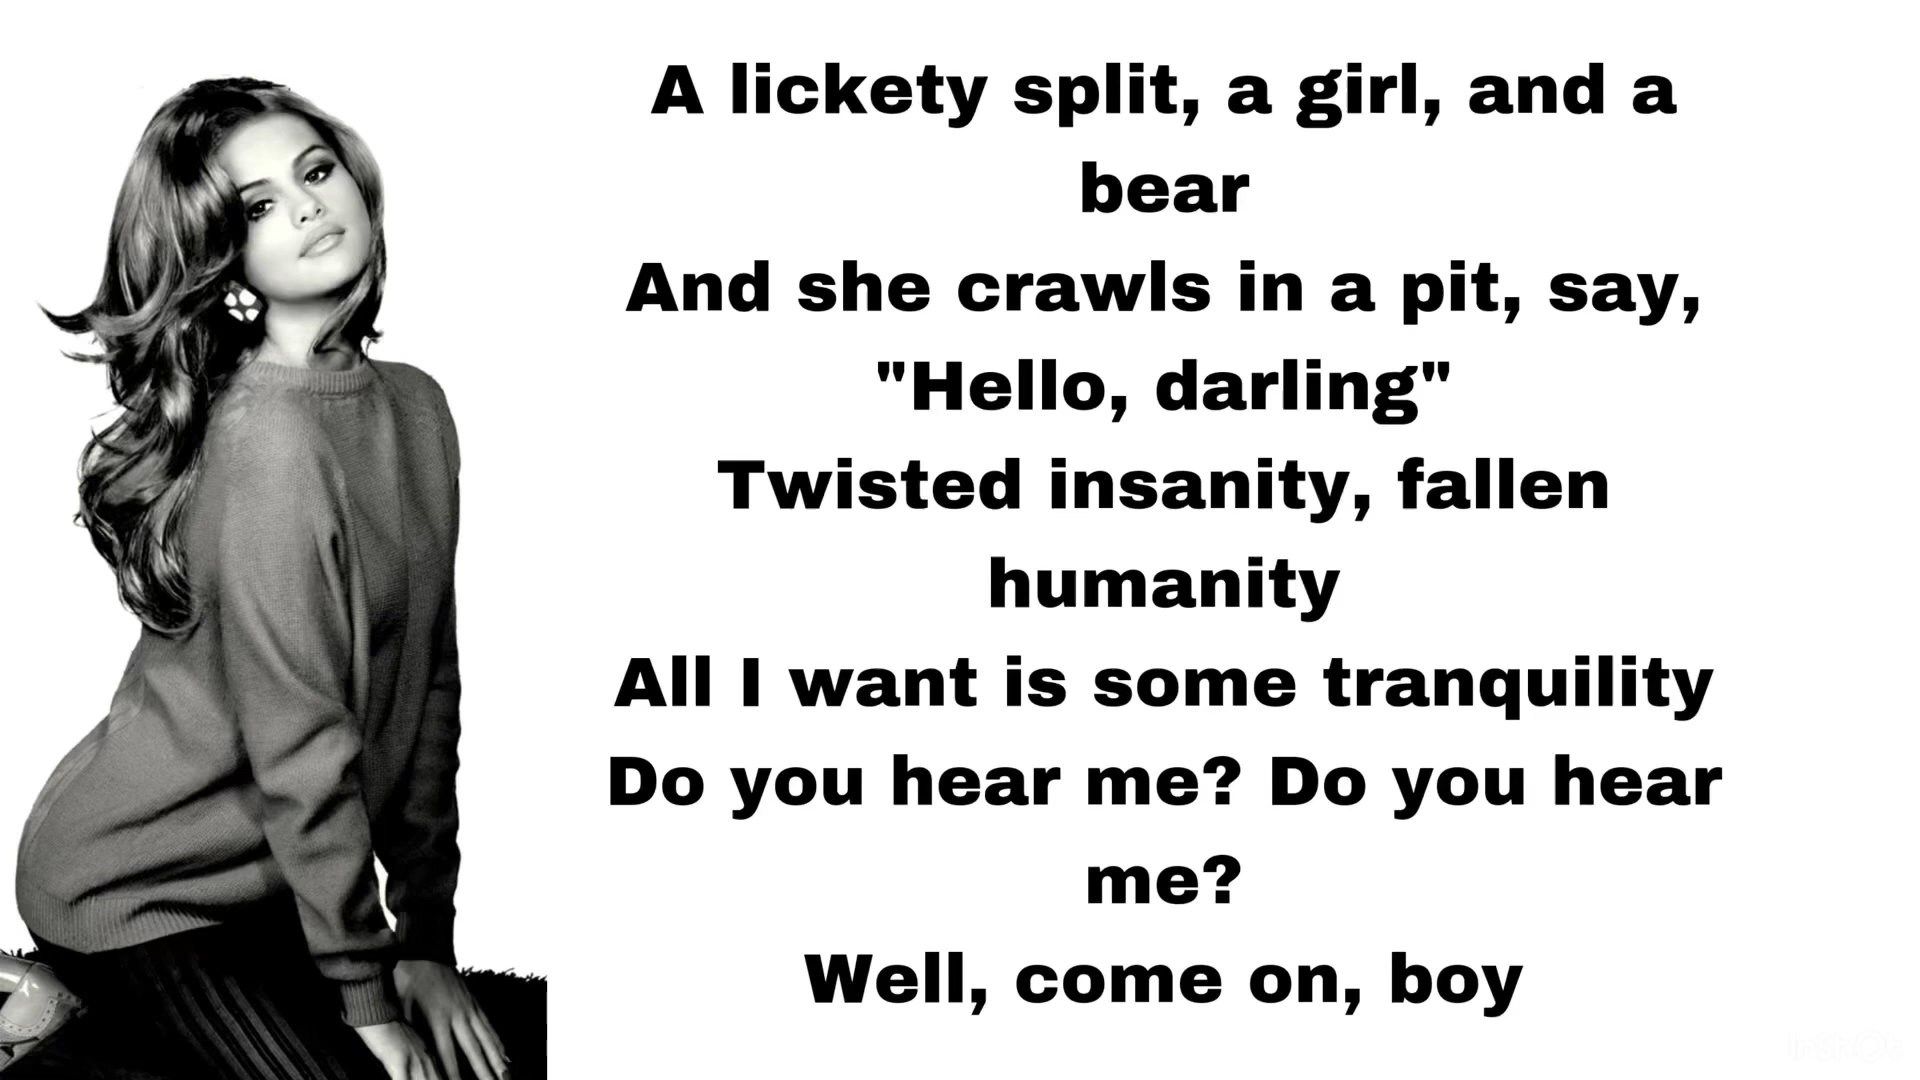 A lickety split, a girl, and a
bear
And she crawls in a pit, say,
"Hello, darling"
Twisted insanity, fallen
humanity
All I want is some tranquility
Do you hear me? Do you hear
me?
Well, come on, boy